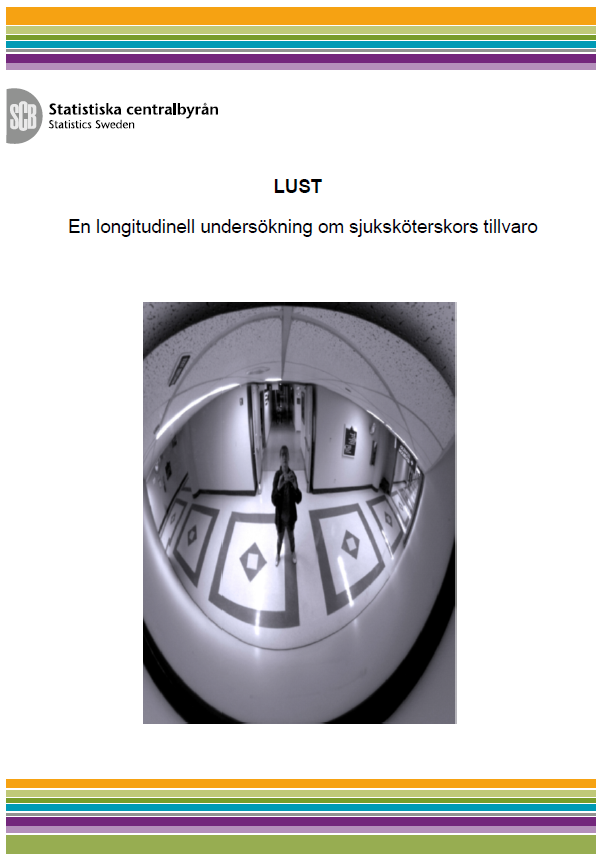 SCB
Statistiska centralbyrån
Statistics Sweden
LUST
En longitudinell undersökning om sjuksköterskors tillvaro